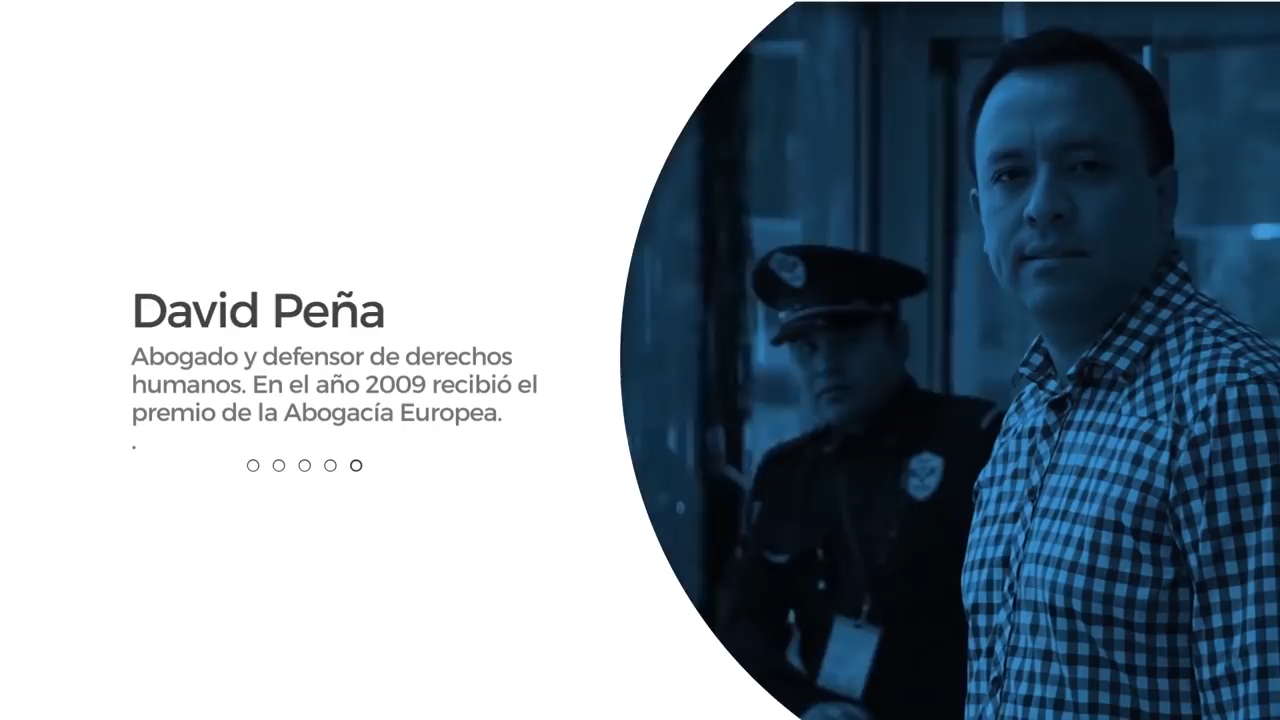 David Peña
Abogado y defensor de derechos
humanos. En el año 2009 recibió el
premio de la Abogacía Europea.
.